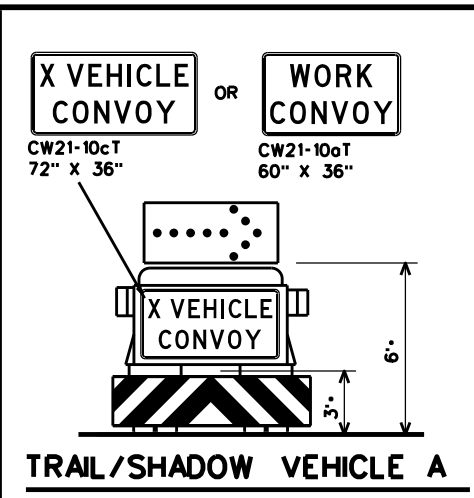 X VEHICLE
CONVOY
OR
WORK
CONVOY
CW21-10cT
72" X 36"
CW21-10aT
60" X 36"
X VEHICLE
CONVOY
6'•
3'•
TRAIL/SHADOW VEHICLE A